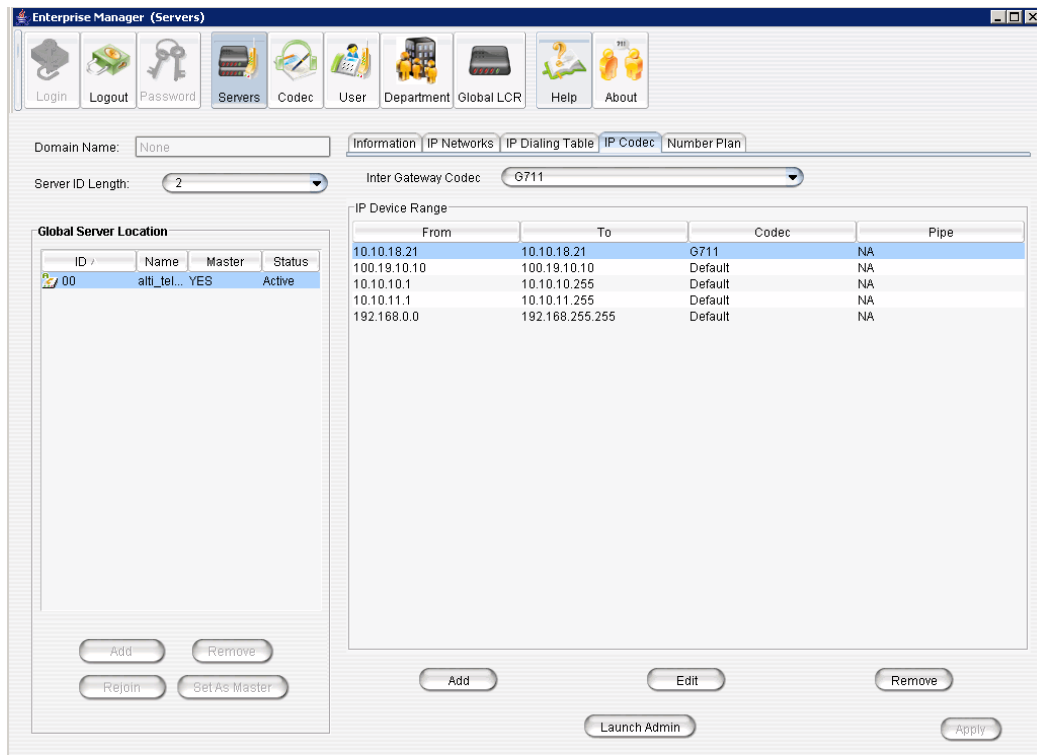 Enterprise Manager (Servers)
Login Logout Password Servers Codec User Department Global LCR Help About
Domain Name: None
Server ID Length: 2
Information IP Networks IP Dialing Table IP Codec Number Plan
Inter Gateway Codec G711
Global Server Location
ID Name Master Status
00 alti_tel... YES Active
Add Remove
Rejoin Set As Master
IP Device Range
From To Codec Pipe
10.10.18.21 10.10.18.21 G711 NA
100.19.10.10 100.19.10.10 Default NA
10.10.10.1 10.10.10.255 Default NA
10.10.11.1 10.10.11.255 Default NA
192.168.0.0 192.168.255.255 Default NA
Add Edit Remove
Launch Admin Apply